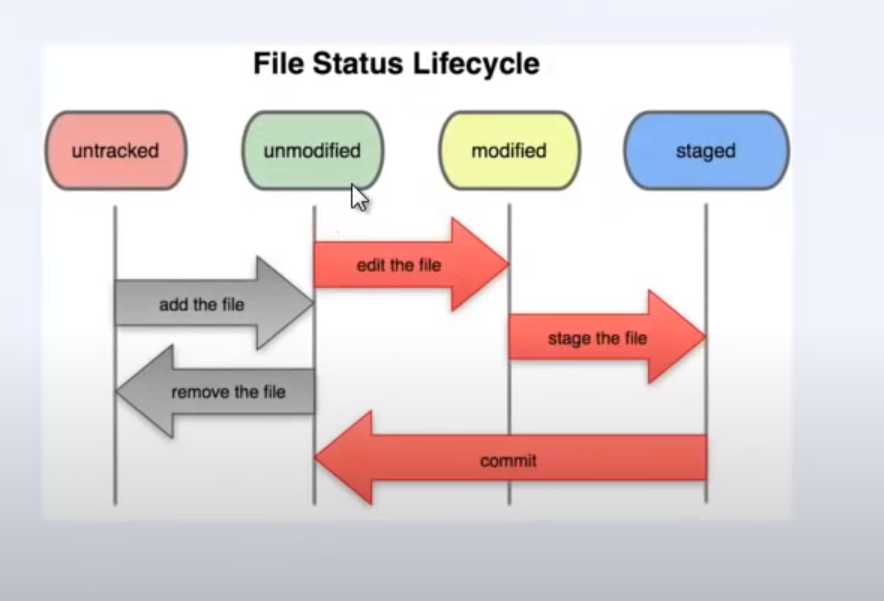 File Status Lifecycle
untracked
unmodified
modified
staged
edit the file
add the file
stage the file
remove the file
commit